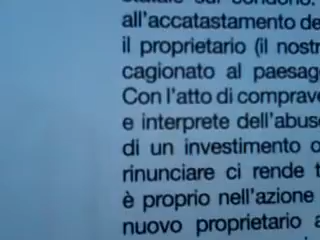 statale sul condono.
all'accatastamento de
il proprietario (il nostr
cagionato al paesag
Con l'atto di comprave
e interprete dell'abus
di un investimento o
rinunciare ci rende t
è proprio nell'azione
nuovo proprietario a